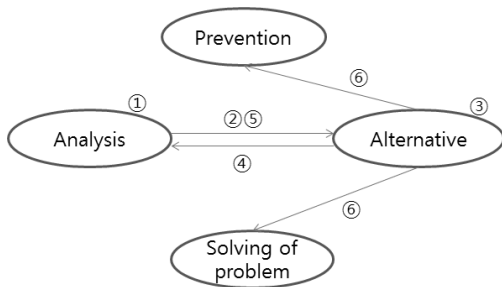 Prevention
⑥
①
②⑤
③
Analysis
Alternative
④
⑥
Solving of
problem